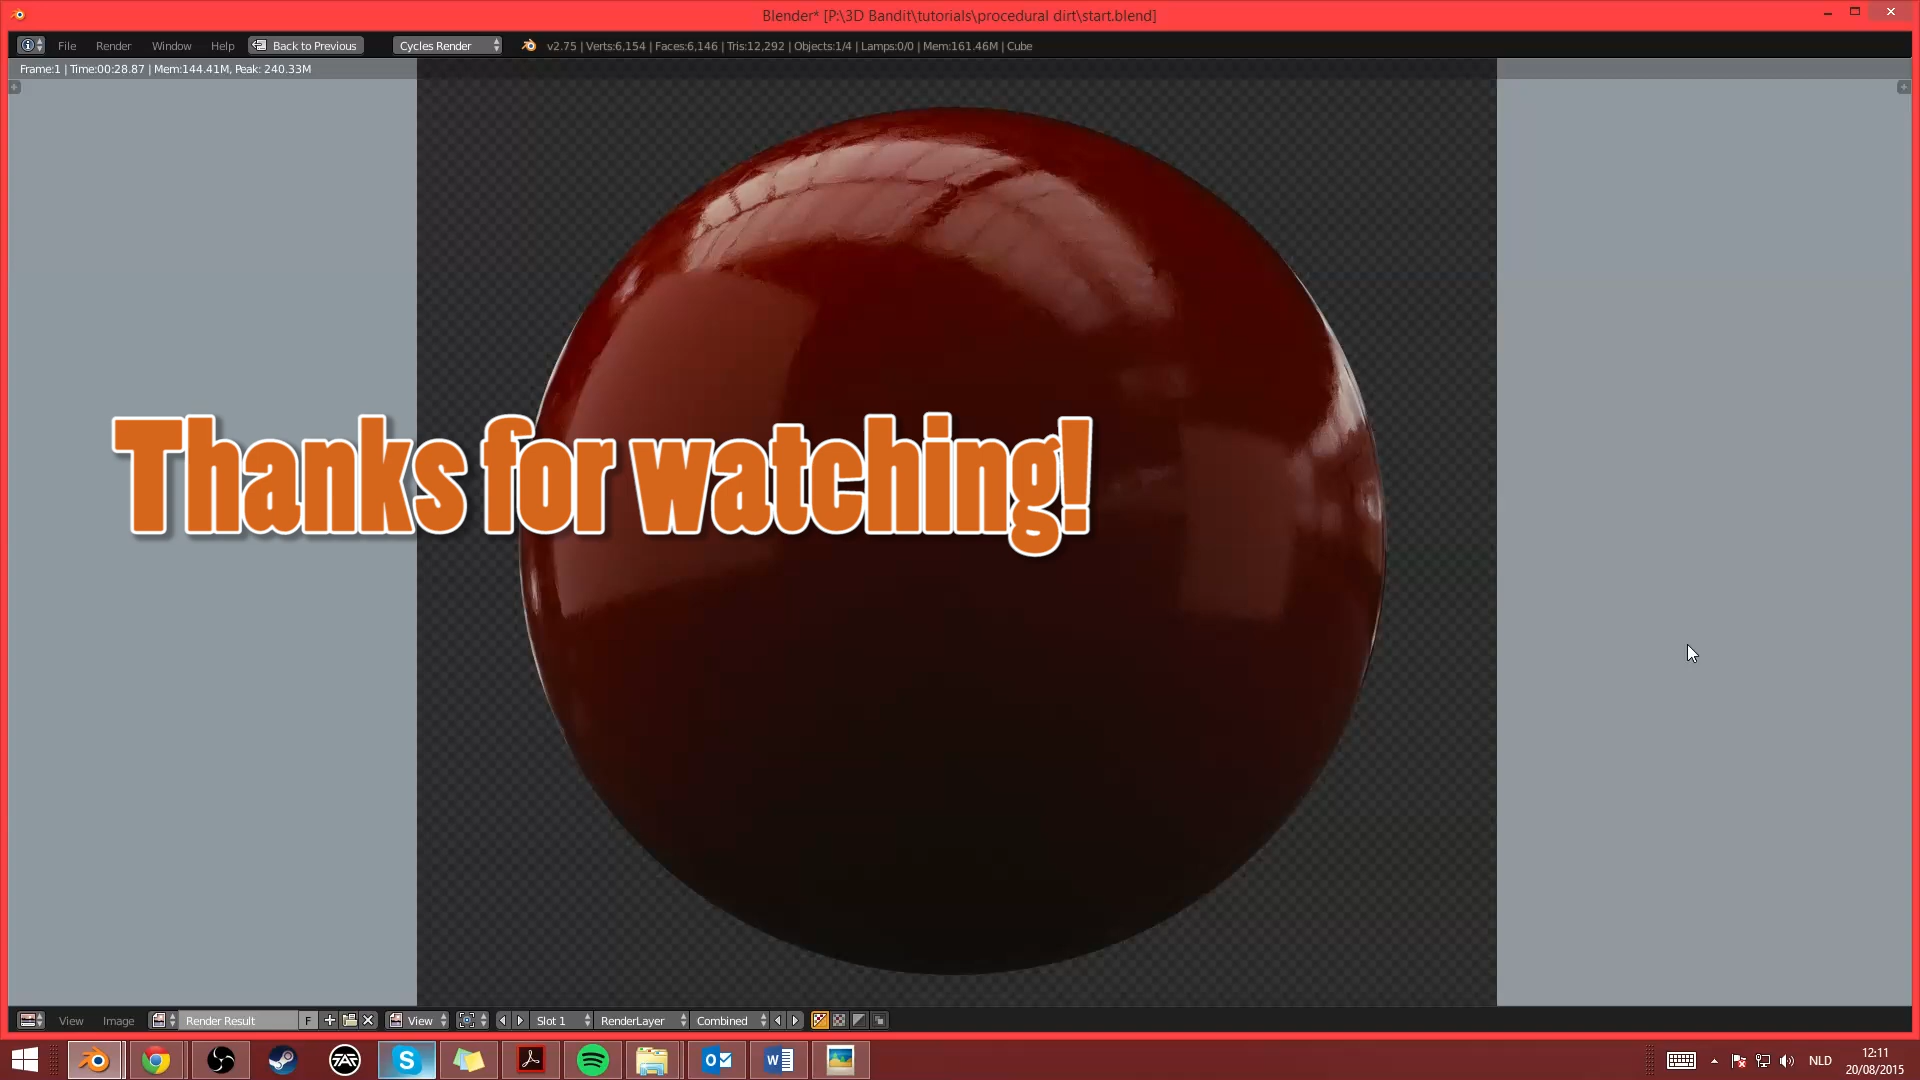 Blender* [P:\3D Bandit\tutorials\procedural dirt\start.blend]
File Render Window Help Back to Previous Cycles Render v2.75 | Verts:6,154 | Faces:6,146 | Tris:12,292 | Objects:1/4 | Lamps:0/0 | Mem:161.46M | Cube
Frame:1 | Time:00:28.87 | Mem:144.41M, Peak: 240.33M
Thanks for watching!
View Image Render Result F View Slot 1 RenderLayer Combined
NLD
12:11
20/08/2015